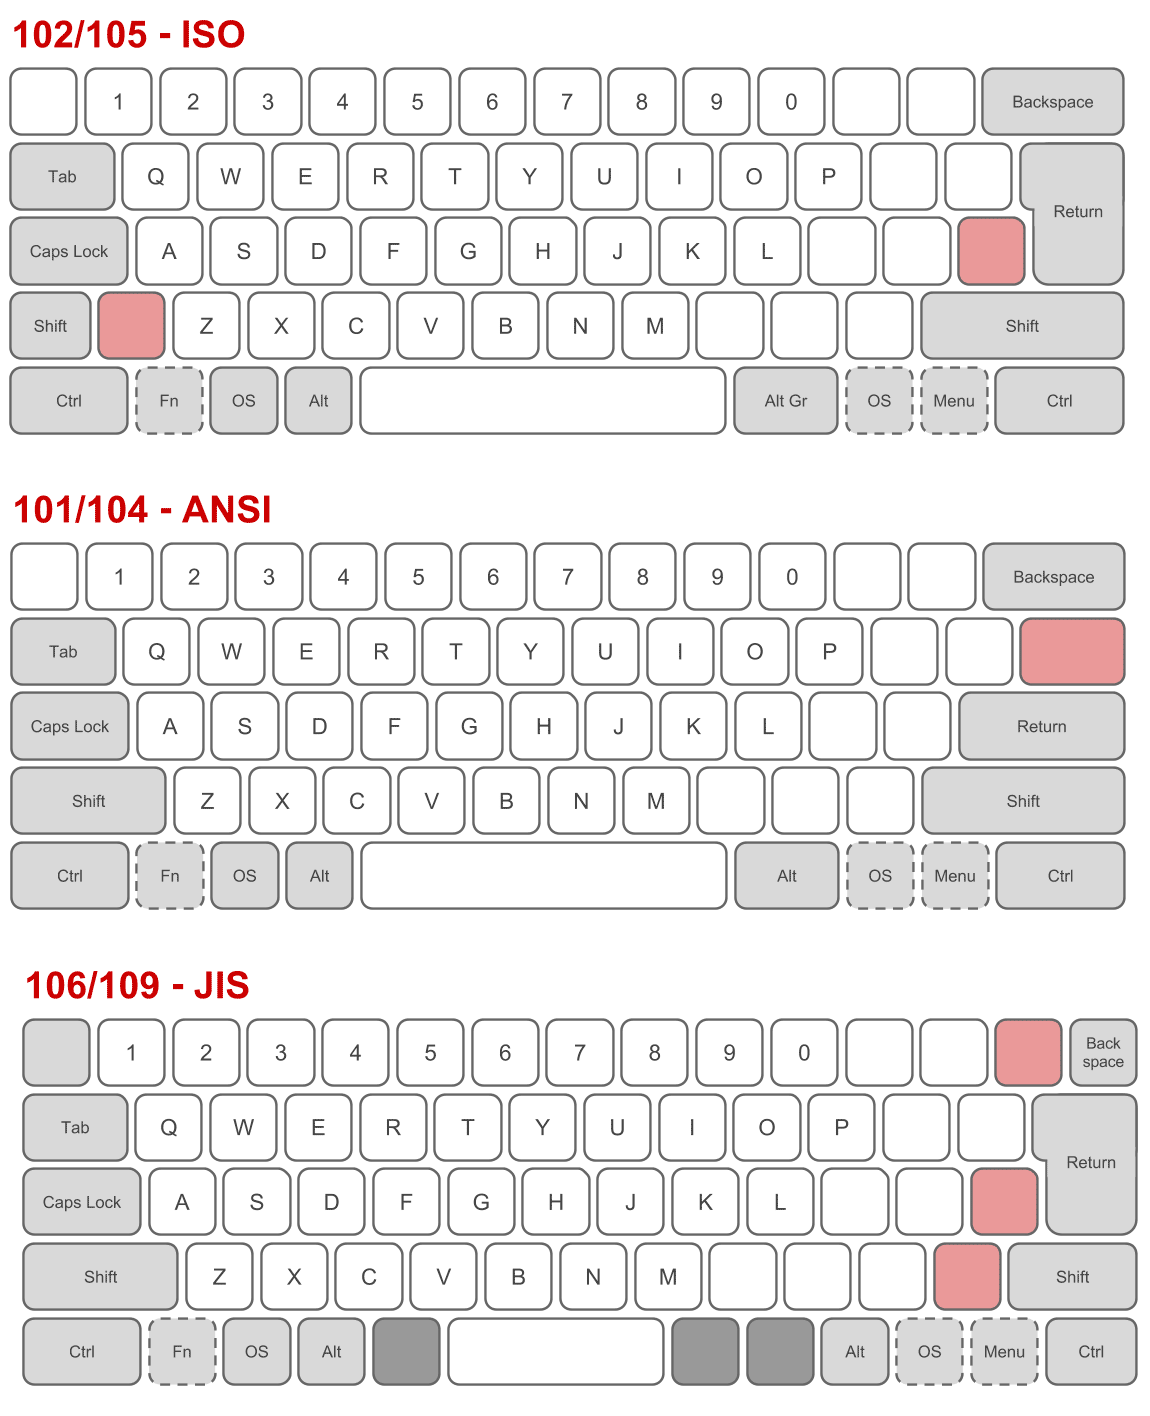 102/105 - ISO
1 2 3 4 5 6 7 8 9 0 Backspace
Tab Q W E R T Y U I O P Return
Caps Lock A S D F G H J K L
Shift Z X C V B N M Shift
Ctrl Fn OS Alt Alt Gr OS Menu Ctrl
101/104 - ANSI
1 2 3 4 5 6 7 8 9 0 Backspace
Tab Q W E R T Y U I O P
Caps Lock A S D F G H J K L Return
Shift Z X C V B N M Shift
Ctrl Fn OS Alt Alt OS Menu Ctrl
106/109 - JIS
1 2 3 4 5 6 7 8 9 0 Back space
Tab Q W E R T Y U I O P Return
Caps Lock A S D F G H J K L
Shift Z X C V B N M Shift
Ctrl Fn OS Alt Alt OS Menu Ctrl